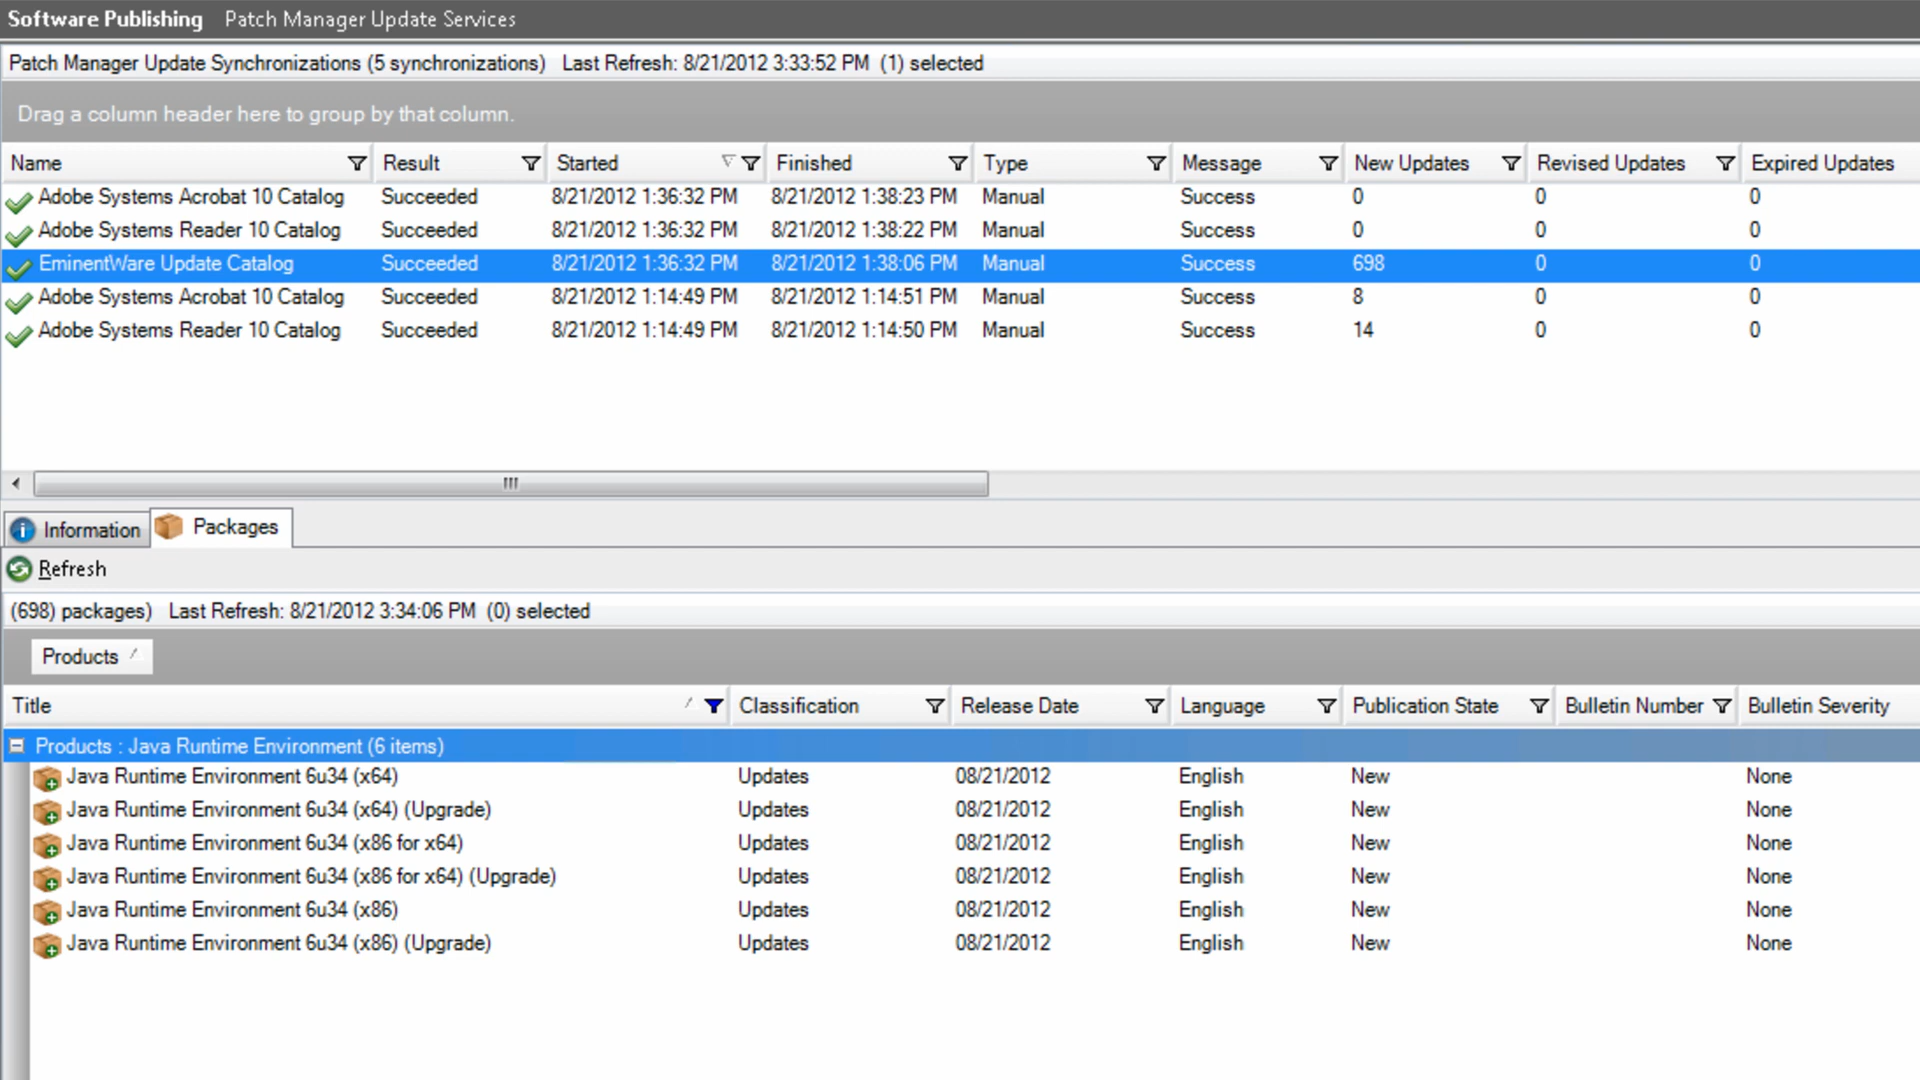 Software Publishing Patch Manager Update Services
Patch Manager Update Synchronizations (5 synchronizations) Last Refresh: 8/21/2012 3:33:52 PM (1) selected
Drag a column header here to group by that column.
Name Result Started Finished Type Message New Updates Revised Updates Expired Updates
Adobe Systems Acrobat 10 Catalog Succeeded 8/21/2012 1:36:32 PM 8/21/2012 1:38:23 PM Manual Success 0 0 0
Adobe Systems Reader 10 Catalog Succeeded 8/21/2012 1:36:32 PM 8/21/2012 1:38:22 PM Manual Success 0 0 0
EminentWare Update Catalog Succeeded 8/21/2012 1:36:32 PM 8/21/2012 1:38:06 PM Manual Success 698 0 0
Adobe Systems Acrobat 10 Catalog Succeeded 8/21/2012 1:14:49 PM 8/21/2012 1:14:51 PM Manual Success 8 0 0
Adobe Systems Reader 10 Catalog Succeeded 8/21/2012 1:14:49 PM 8/21/2012 1:14:50 PM Manual Success 14 0 0
Information Packages
Refresh
(698) packages) Last Refresh: 8/21/2012 3:34:06 PM (0) selected
Products
Title Classification Release Date Language Publication State Bulletin Number Bulletin Severity
Products : Java Runtime Environment (6 items)
Java Runtime Environment 6u34 (x64) Updates 08/21/2012 English New None
Java Runtime Environment 6u34 (x64) (Upgrade) Updates 08/21/2012 English New None
Java Runtime Environment 6u34 (x86 for x64) Updates 08/21/2012 English New None
Java Runtime Environment 6u34 (x86 for x64) (Upgrade) Updates 08/21/2012 English New None
Java Runtime Environment 6u34 (x86) Updates 08/21/2012 English New None
Java Runtime Environment 6u34 (x86) (Upgrade) Updates 08/21/2012 English New None